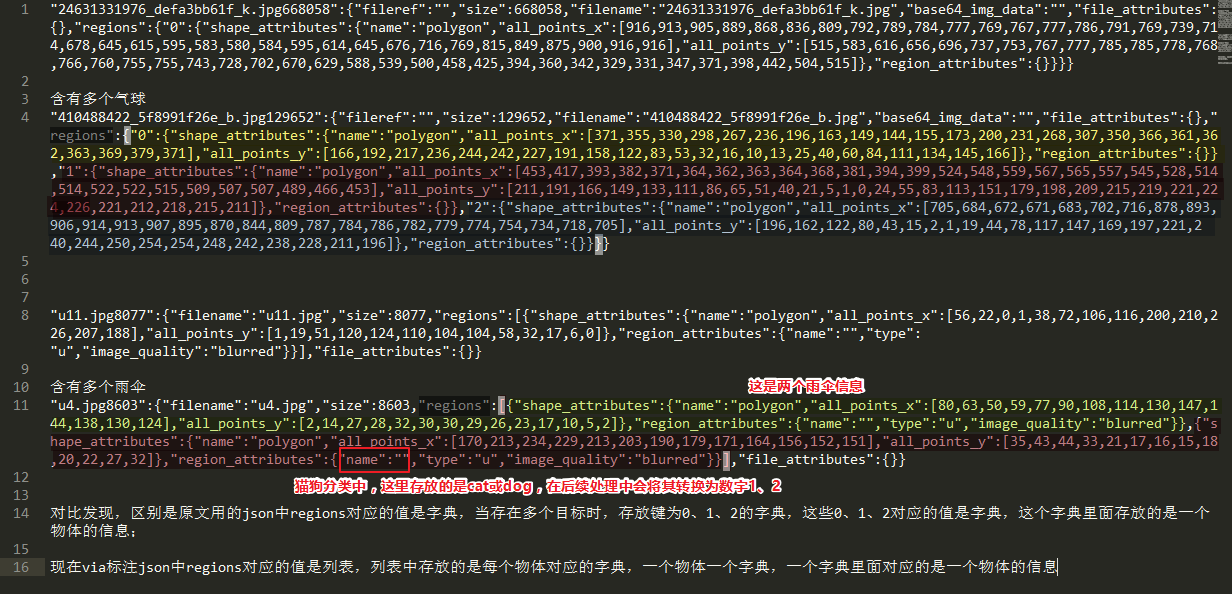 1 "24631331976_defa3bb61f_k.jpg668058":{"fileref":"","size":668058,"filename":"24631331976_defa3bb61f_k.jpg","base64_img_data":"","file_attributes":
{},"regions":{"0":{"shape_attributes":{"name":"polygon","all_points_x":[916,913,905,889,868,836,809,792,789,784,777,769,767,777,786,791,769,739,71
4,678,645,615,595,583,580,584,595,614,645,676,716,769,815,849,875,900,916,916],"all_points_y":[515,583,616,656,696,737,753,767,777,785,785,778,768
,766,760,755,755,743,728,702,670,629,588,539,500,458,425,394,360,342,329,331,347,371,398,442,504,515]},"region_attributes":{}}}}
2
3 含有多个气球
4 "410488422_5f8991f26e_b.jpg129652":{"fileref":"","size":129652,"filename":"410488422_5f8991f26e_b.jpg","base64_img_data":"","file_attributes":{},"
regions":{"0":{"shape_attributes":{"name":"polygon","all_points_x":[371,355,330,298,267,236,196,163,149,144,155,173,200,231,268,307,350,366,361,36
2,363,369,379,371],"all_points_y":[166,192,217,236,244,242,227,191,158,122,83,53,32,16,10,13,25,40,60,84,111,134,145,166]},"region_attributes":{}}
,"1":{"shape_attributes":{"name":"polygon","all_points_x":[453,417,393,382,371,364,362,363,364,368,381,394,399,524,548,559,567,565,557,545,528,514
,514,522,522,515,509,507,507,489,466,453],"all_points_y":[211,191,166,149,133,111,86,65,51,40,21,5,1,0,24,55,83,113,151,179,198,209,215,219,221,22
4,226,221,212,218,215,211]},"region_attributes":{}},"2":{"shape_attributes":{"name":"polygon","all_points_x":[705,684,672,671,683,702,716,878,893,
906,914,913,907,895,870,844,809,787,784,786,782,779,774,754,734,718,705],"all_points_y":[196,162,122,80,43,15,2,1,19,44,78,117,147,169,197,221,2
40,244,250,254,254,248,242,238,228,211,196]},"region_attributes":{}}}}
5
6
7
8 "u11.jpg8077":{"filename":"u11.jpg","size":8077,"regions":[{"shape_attributes":{"name":"polygon","all_points_x":[56,22,0,1,38,72,106,116,200,210,2
26,207,188],"all_points_y":[1,19,51,120,124,110,104,104,58,32,17,6,0]},"region_attributes":{"name":"","type":
"u","image_quality":"blurred"}}],"file_attributes":{}}
9
10 含有多个雨伞
这是两个雨伞信息
11 "u4.jpg8603":{"filename":"u4.jpg","size":8603,"regions":[{"shape_attributes":{"name":"polygon","all_points_x":[80,63,50,59,77,90,108,114,130,147,1
44,138,130,124],"all_points_y":[2,14,27,28,32,30,30,29,26,23,17,10,5,2]},"region_attributes":{"name":"","type":"u","image_quality":"blurred"}},{"s
hape_attributes":{"name":"polygon","all_points_x":[170,213,234,229,213,203,190,179,171,164,156,152,151],"all_points_y":[35,43,44,33,21,17,16,15,18
,20,22,27,32]},"region_attributes":{"name":"","type":"u","image_quality":"blurred"}}],"file_attributes":{}}
12 猫狗分类中，这里存放的是cat或dog，在后续处理中会将其转换为数字1、2
13
14 对比发现，区别是原文用的json中regions对应的值是字典，当存在多个目标时，存放键为0、1、2的字典，这些0、1、2对应的值是字典，这个字典里面存放的是一个
物体的信息；
15
16 现在via标注json中regions对应的值是列表，列表中存放的是每个物体对应的字典，一个物体一个字典，一个字典里面对应的是一个物体的信息